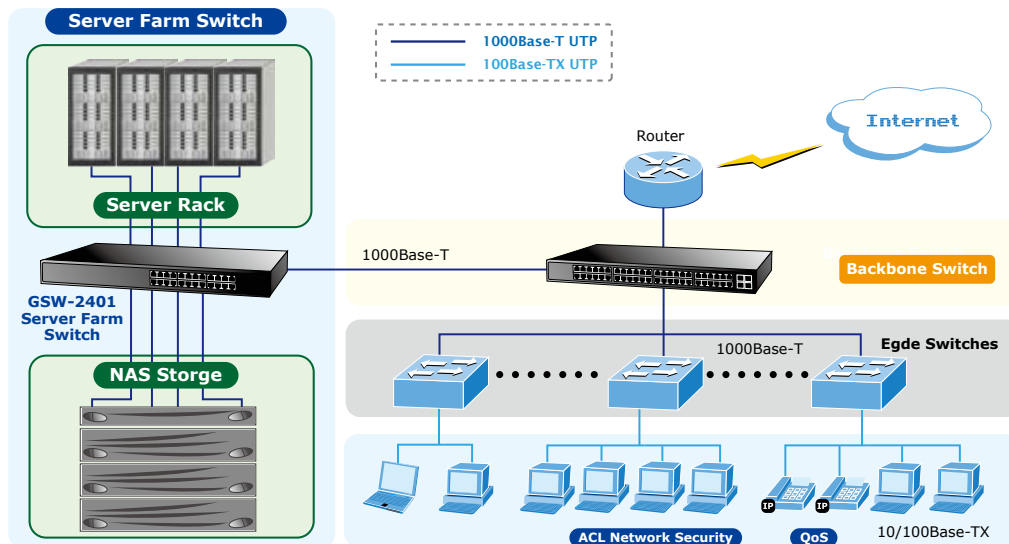 Server Farm Switch
1000Base-T UTP
100Base-TX UTP
Internet
Router
Server Rack
1000Base-T
Backbone Switch
GSW-2401
Server Farm
Switch
1000Base-T
Egde Switches
NAS Storge
IP
IP
ACL Network Security
QoS
10/100Base-TX